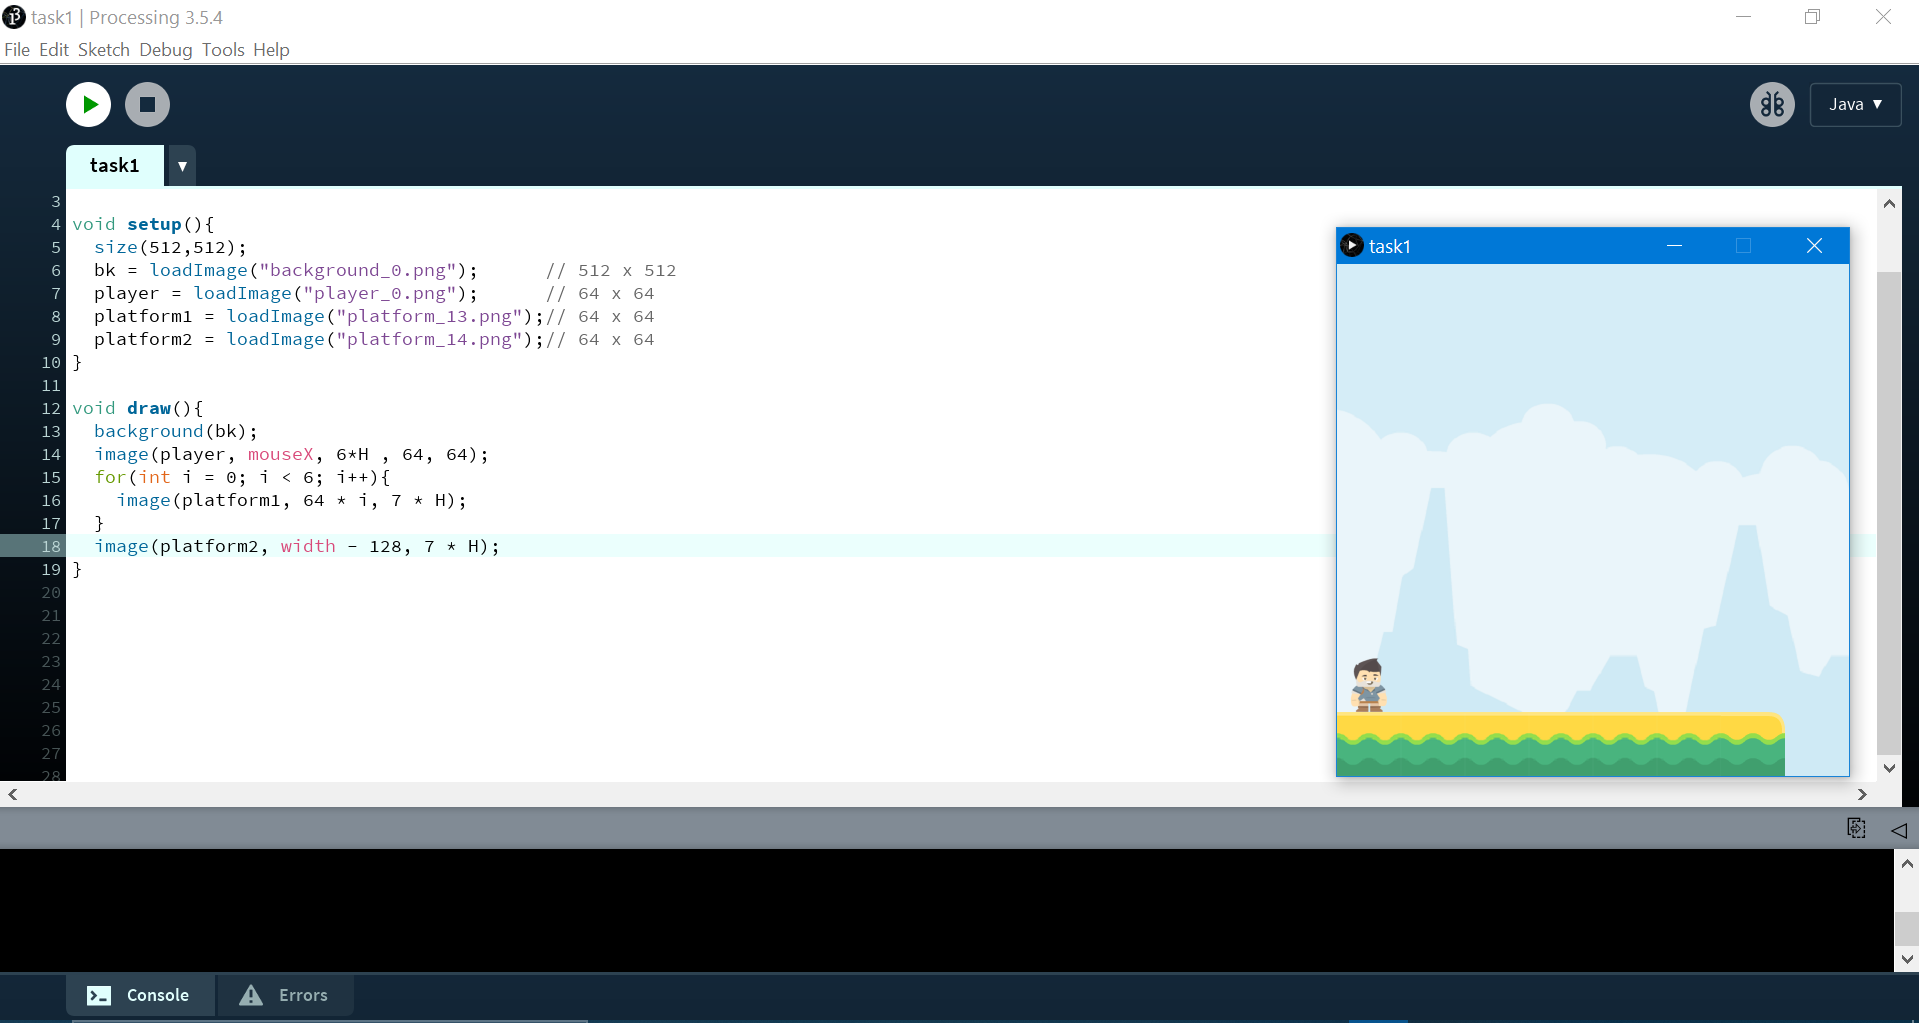 task1 | Processing 3.5.4
File Edit Sketch Debug Tools Help
Java ▼
task1 ▼
3
4 void setup(){
5   size(512,512);
6   bk = loadImage("background_0.png");      // 512 x 512
7   player = loadImage("player_0.png");      // 64 x 64
8   platform1 = loadImage("platform_13.png");// 64 x 64
9   platform2 = loadImage("platform_14.png");// 64 x 64
10 }
11
12 void draw(){
13   background(bk);
14   image(player, mouseX, 6*H , 64, 64);
15   for(int i = 0; i < 6; i++){
16     image(platform1, 64 * i, 7 * H);
17   }
18   image(platform2, width - 128, 7 * H);
19 }
20
21
22
23
24
25
26
27
28
task1
Console
Errors